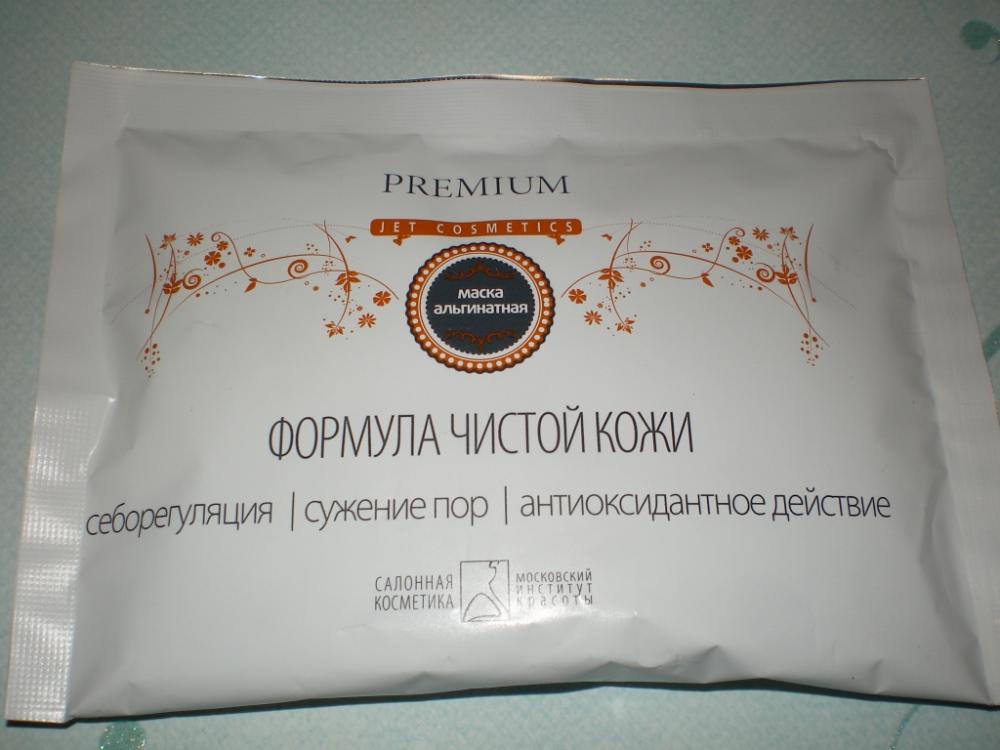 PREMIUM
JET COSMETICS
маска
альгинатная
ФОРМУЛА ЧИСТОЙ КОЖИ
себорегуляция | сужение пор | антиоксидантное действие
САЛОННАЯ
КОСМЕТИКА
МОСКОВСКИЙ
ИНСТИТУТ
красоты